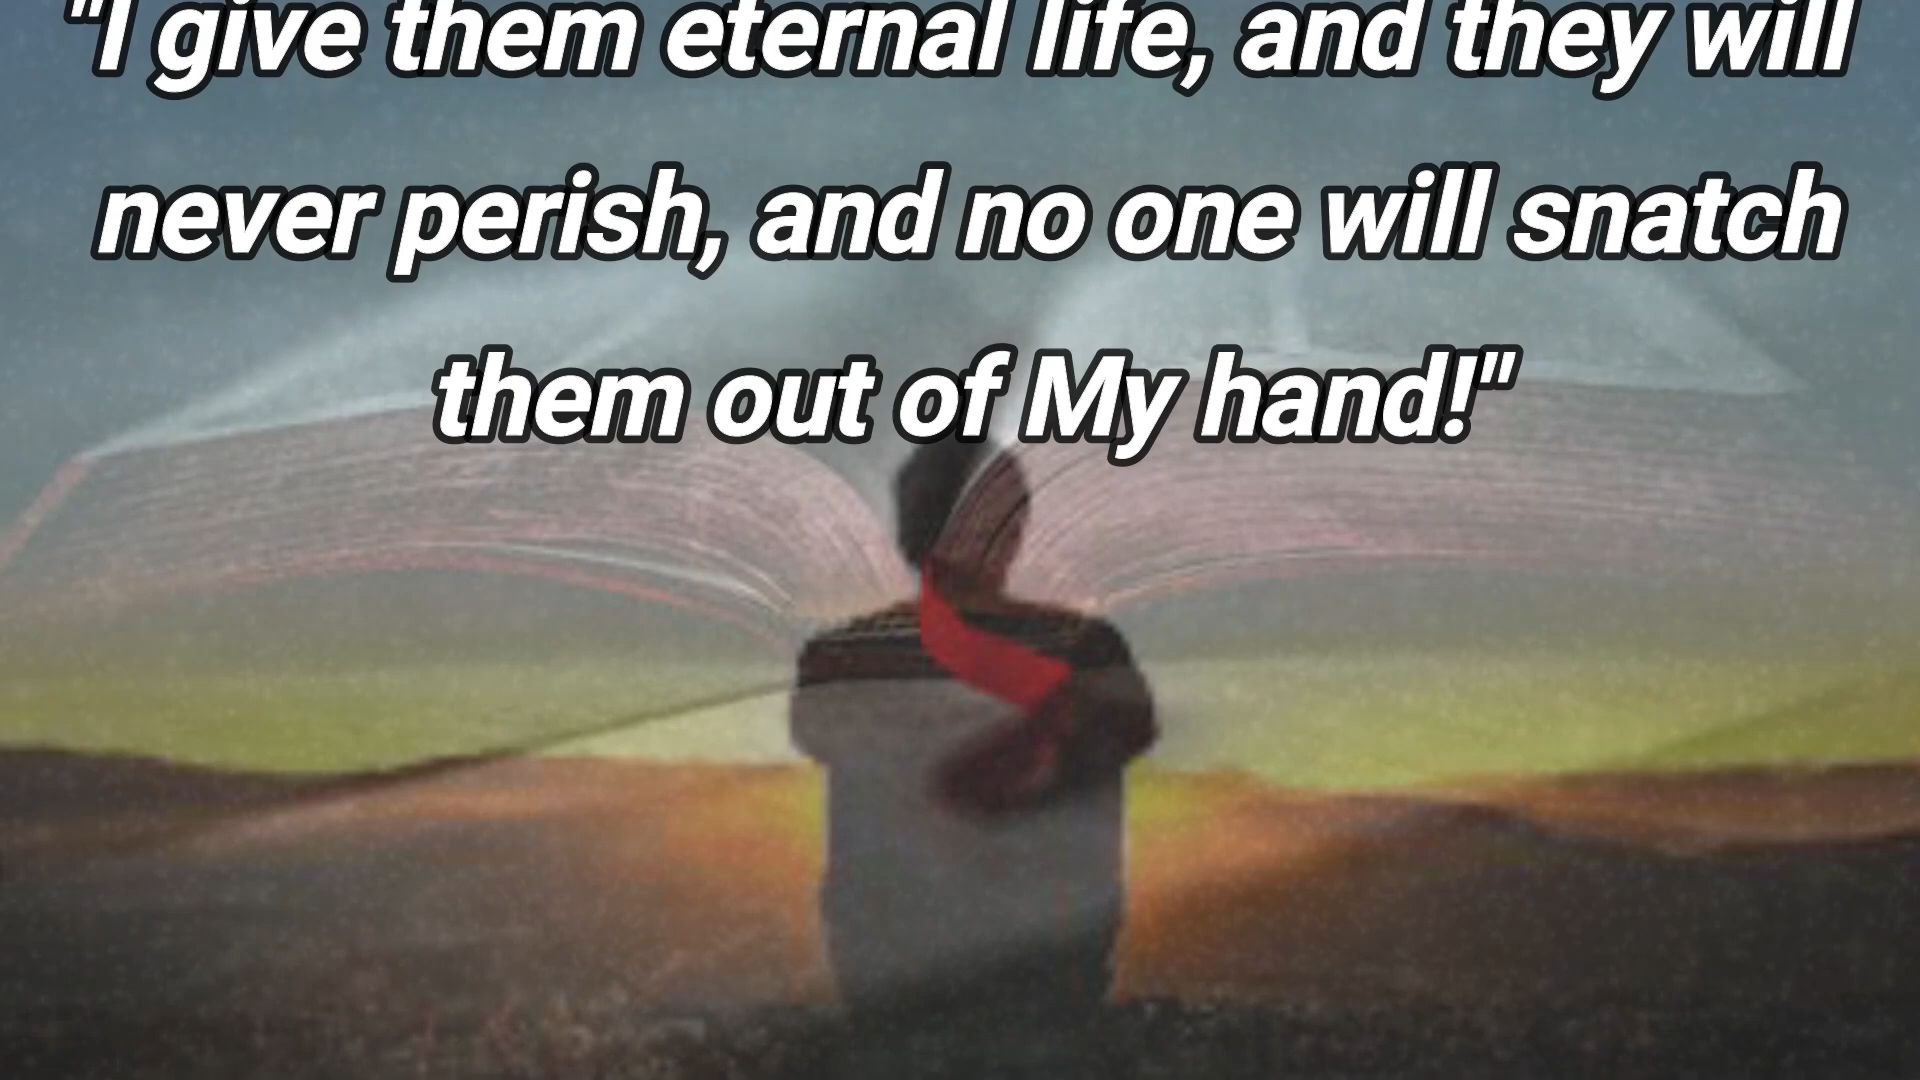 "I give them eternal life, and they will
never perish, and no one will snatch
them out of My hand!"